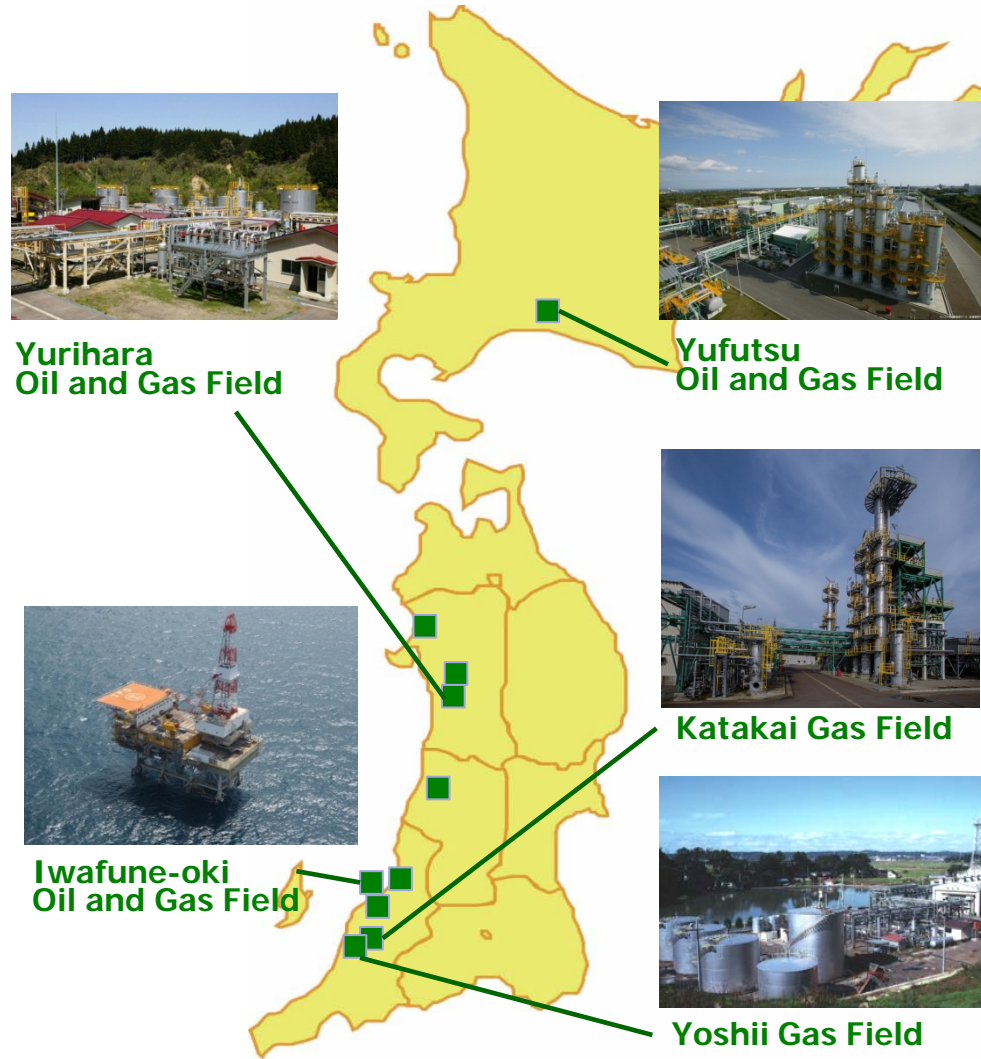 Yurihara
Oil and Gas Field
Yufutsu
Oil and Gas Field
Katakai Gas Field
Iwafune-oki
Oil and Gas Field
Yoshii Gas Field